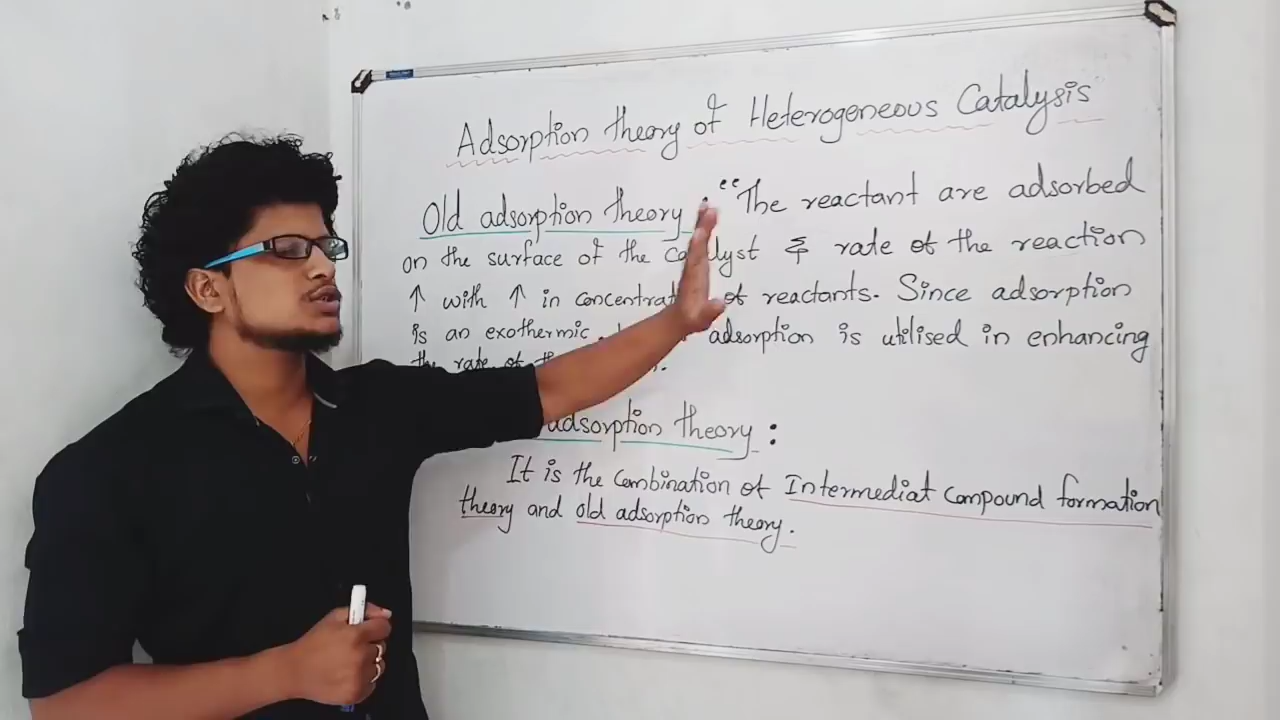 Adsorption theory of Heterogeneous Catalysis
Old adsorption theory : "The reactant are adsorbed
on the surface of the catalyst & rate of the reaction
↑ with ↑ in concentrat of reactants. Since adsorption
is an exothermic adsorption is utilised in enhancing
the rate of
adsorption theory :
It is the combination of Intermediat compound formation
theory and old adsorption theory.